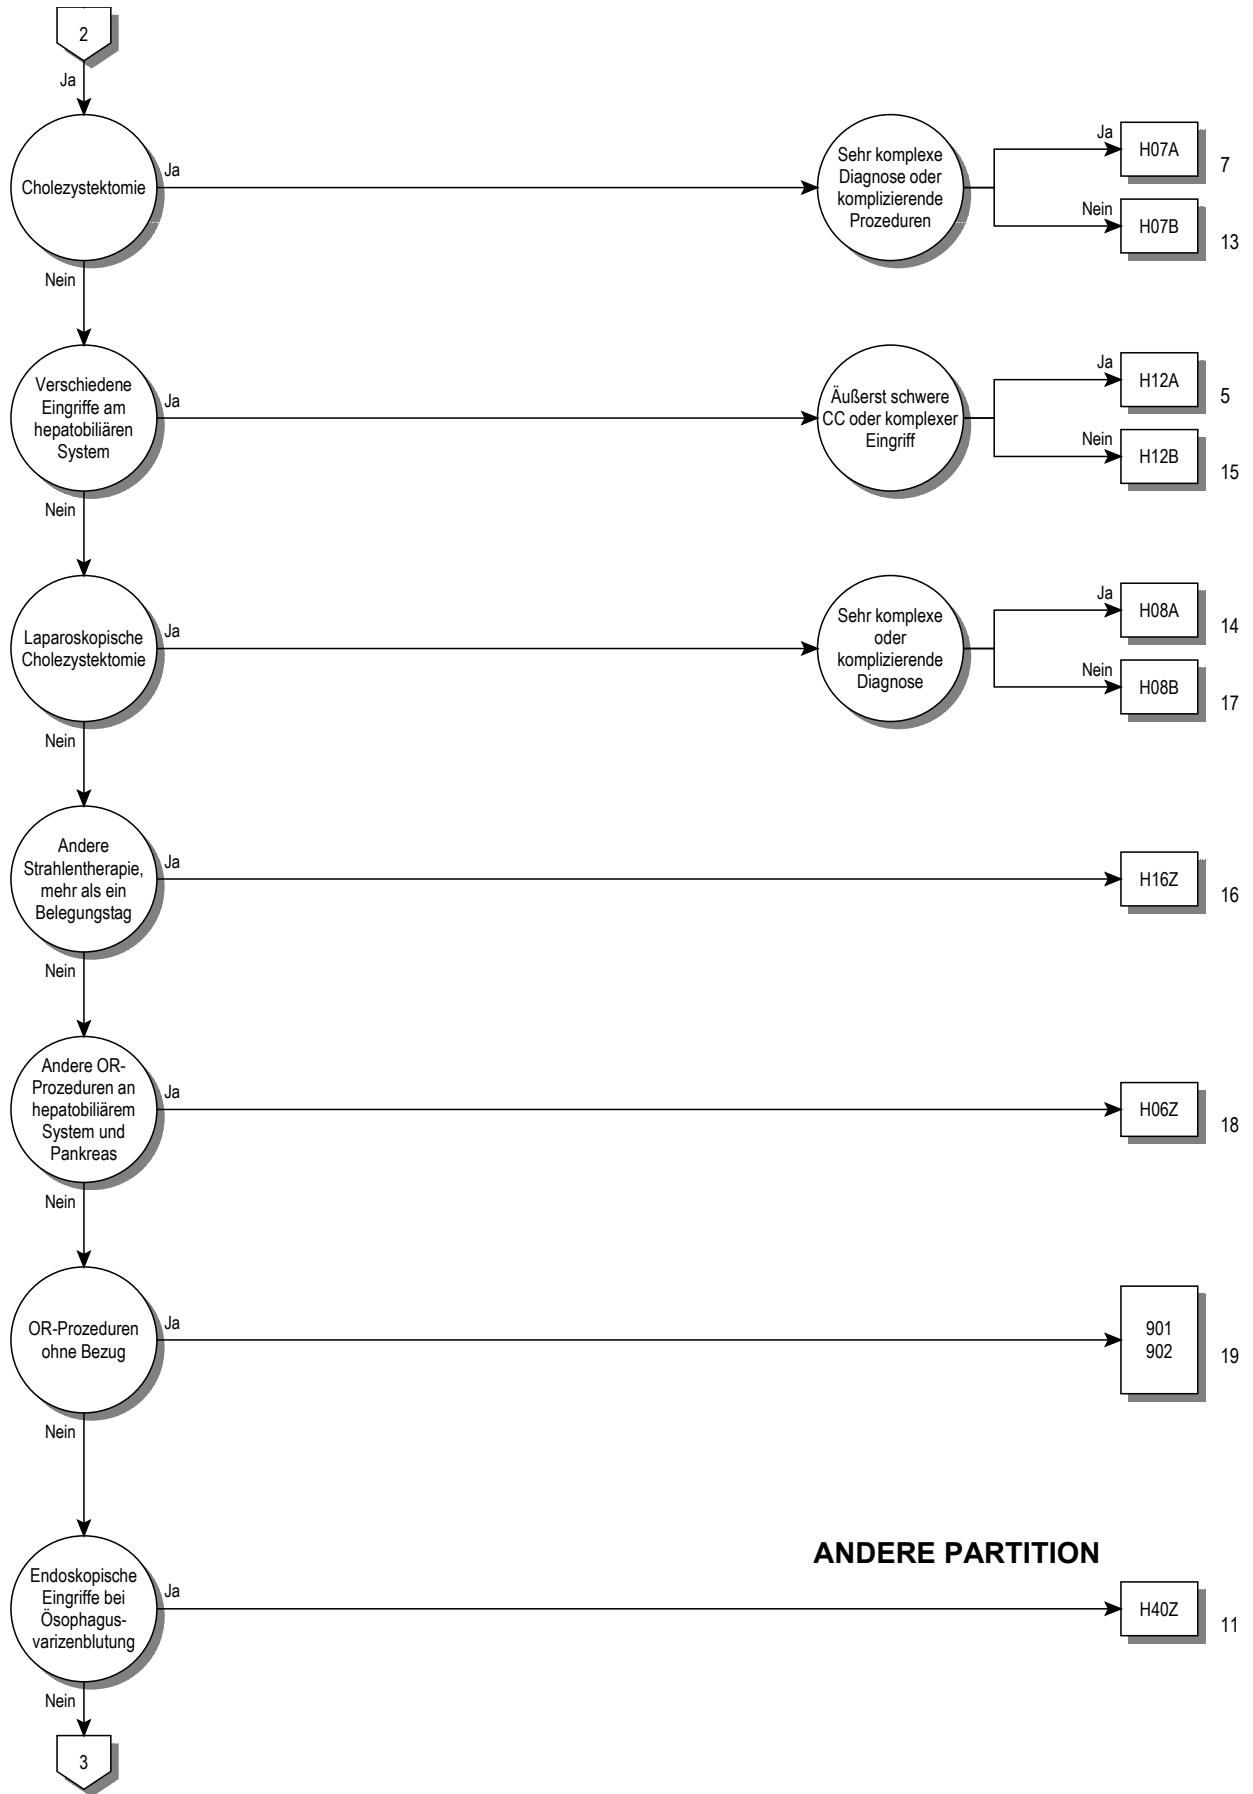 2
Ja
Cholezystektomie
Ja
Sehr komplexe
Diagnose oder
komplizierende
Prozeduren
Ja
H07A
7
Nein
H07B
13
Nein
Verschiedene
Eingriffe am
hepatobiliären
System
Ja
Äußerst schwere
CC oder komplexer
Eingriff
Ja
H12A
5
Nein
H12B
15
Nein
Laparoskopische
Cholezystektomie
Ja
Sehr komplexe
oder
komplizierende
Diagnose
Ja
H08A
14
Nein
H08B
17
Nein
Andere
Strahlentherapie,
mehr als ein
Belegungstag
Ja
H16Z
16
Nein
Andere OR-
Prozeduren an
hepatobiliärem
System und
Pankreas
Ja
H06Z
18
Nein
OR-Prozeduren
ohne Bezug
Ja
901
902
19
Nein
ANDERE PARTITION
Endoskopische
Eingriffe bei
Ösophagus-
varizenblutung
Ja
H40Z
11
Nein
3